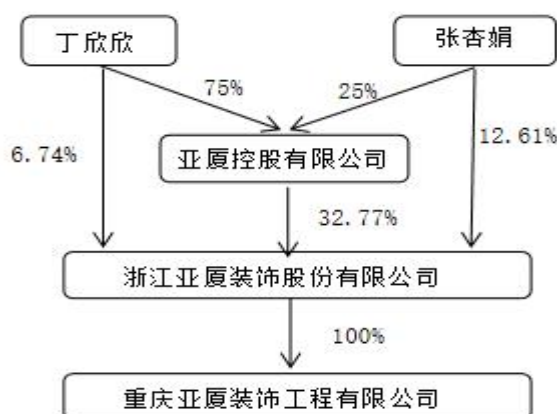 丁欣欣
张杏娟
75%
25%
6.74%
12.61%
亚厦控股有限公司
32.77%
浙江亚厦装饰股份有限公司
100%
重庆亚厦装饰工程有限公司